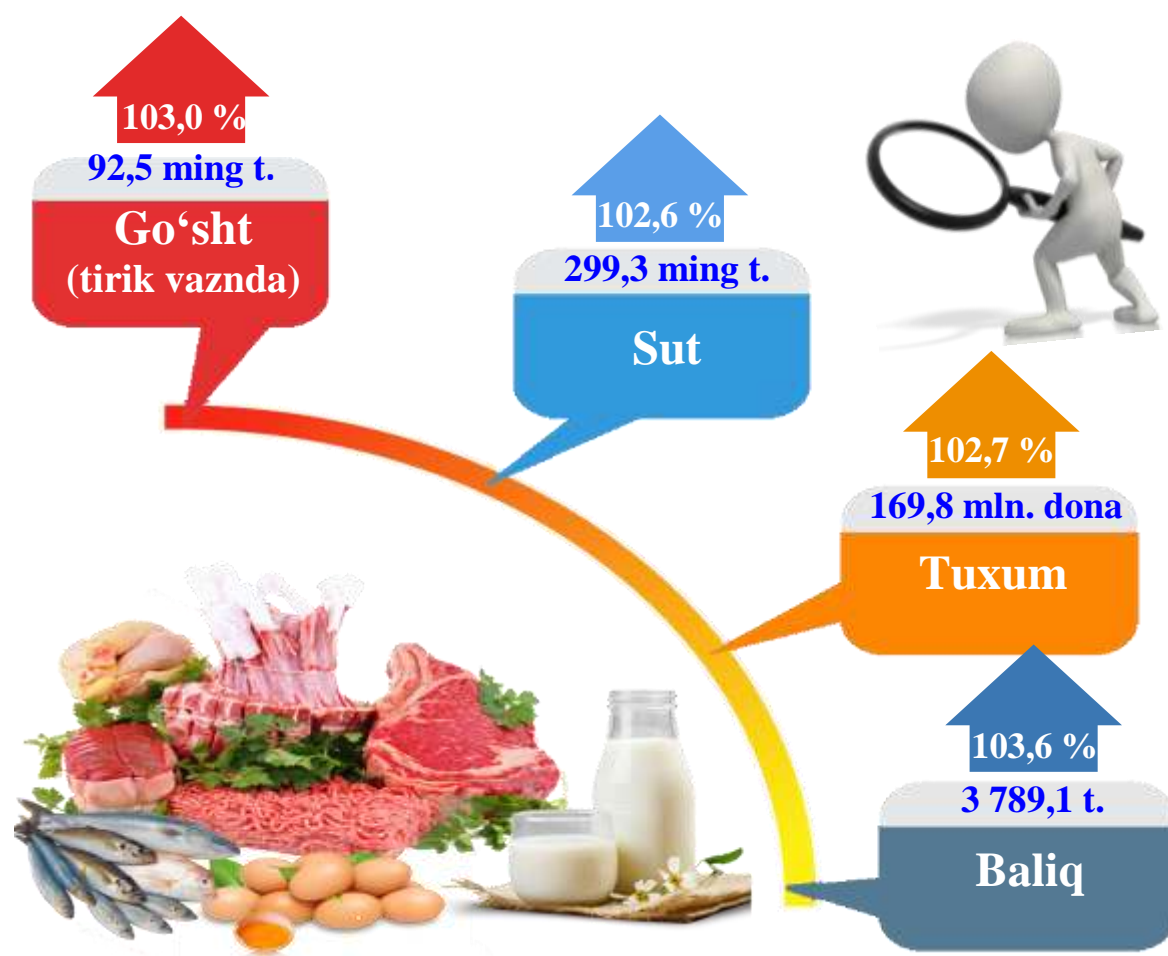 103,0 %
92,5 ming t.
Go‘sht
(tirik vaznda)
102,6 %
299,3 ming t.
Sut
102,7 %
169,8 mln. dona
Tuxum
103,6 %
3 789,1 t.
Baliq